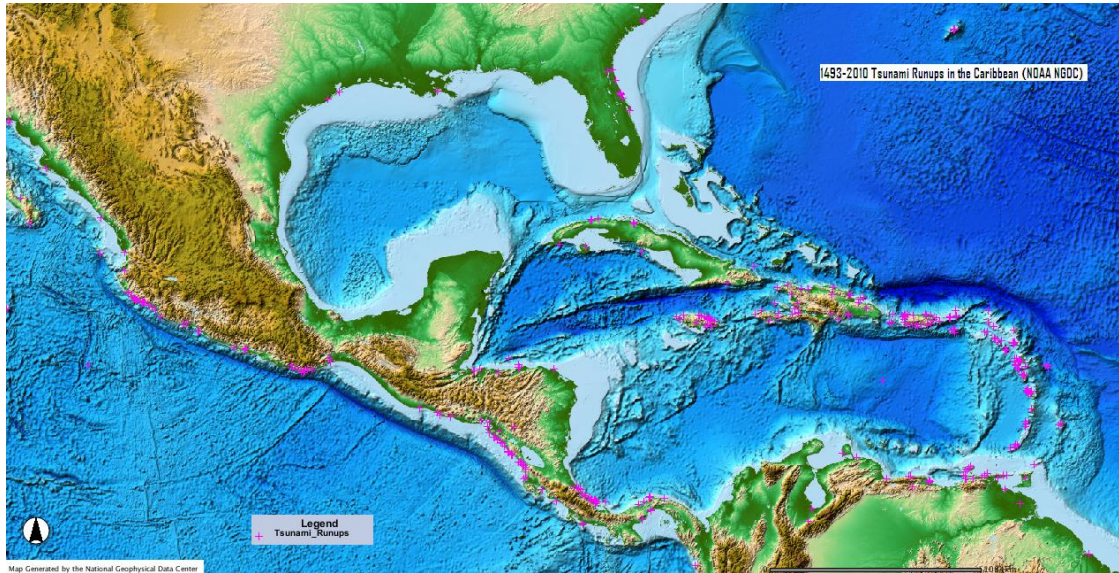 1493-2010 Tsunami Runups in the Caribbean (NOAA NGDC)
Legend
Tsunami_Runups
Map Generated by the National Geophysical Data Center